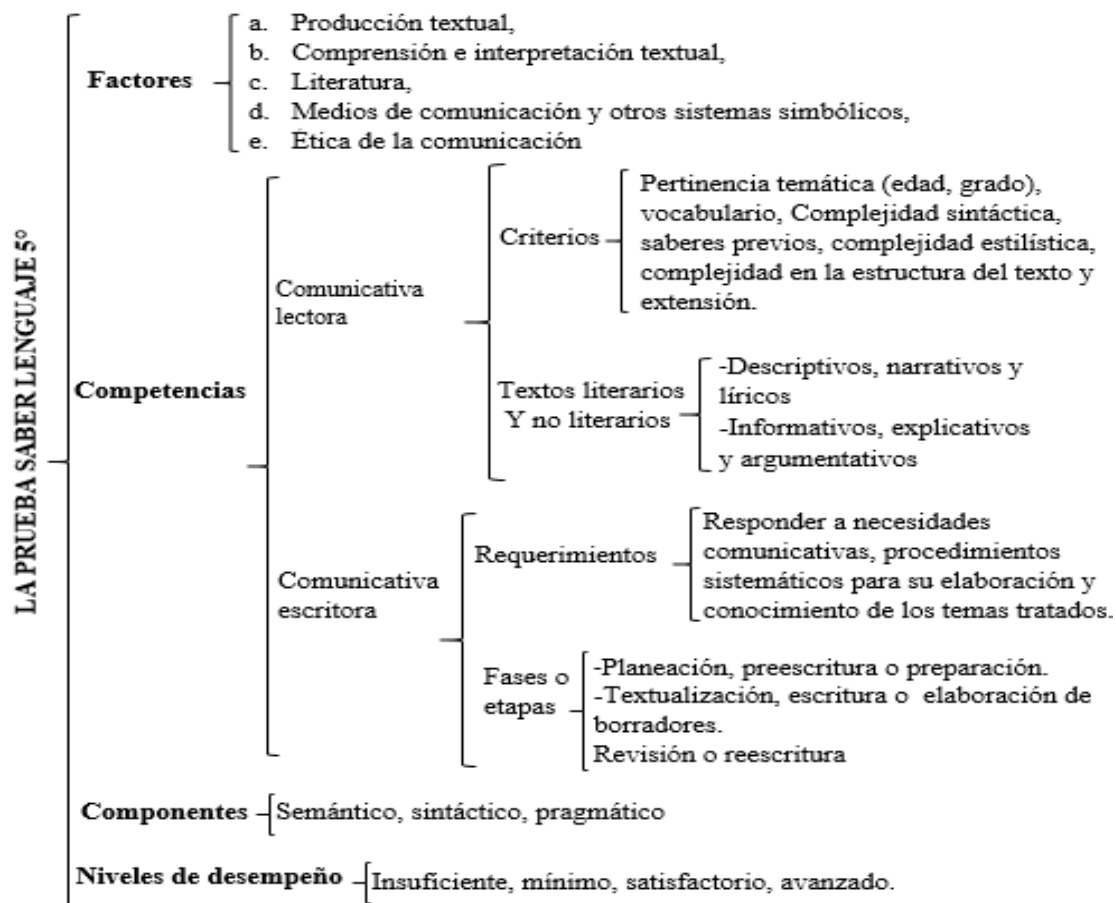 LA PRUEBA SABER LENGUAJE 5°
Factores
a. Producción textual,
b. Comprensión e interpretación textual,
c. Literatura,
d. Medios de comunicación y otros sistemas simbólicos,
e. Ética de la comunicación
Competencias
Comunicativa
lectora
Criterios
Pertinencia temática (edad, grado),
vocabulario, Complejidad sintáctica,
saberes previos, complejidad estilística,
complejidad en la estructura del texto y
extensión.
Textos literarios
Y no literarios
-Descriptivos, narrativos y
líricos
-Informativos, explicativos
y argumentativos
Comunicativa
escritora
Requerimientos
Responder a necesidades
comunicativas, procedimientos
sistemáticos para su elaboración y
conocimiento de los temas tratados.
Fases o
etapas
-Planeación, preescritura o preparación.
-Textualización, escritura o elaboración de
borradores.
Revisión o reescritura
Componentes
Semántico, sintáctico, pragmático
Niveles de desempeño
Insuficiente, mínimo, satisfactorio, avanzado.